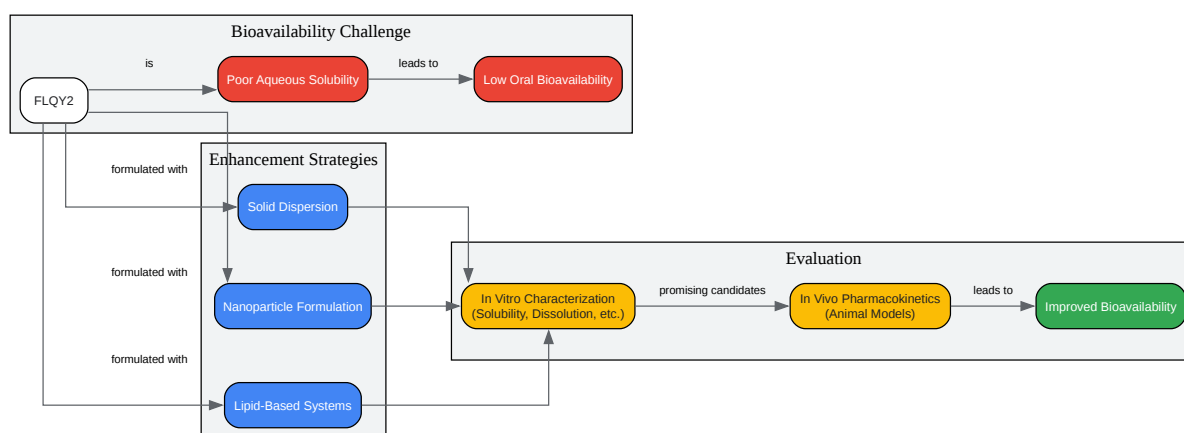 Bioavailability Challenge
is
Poor Aqueous Solubility
leads to
Low Oral Bioavailability
FLQY2
formulated with
Enhancement Strategies
Solid Dispersion
formulated with
Nanoparticle Formulation
formulated with
Lipid-Based Systems
Evaluation
In Vitro Characterization
(Solubility, Dissolution, etc.)
promising candidates
In Vivo Pharmacokinetics
(Animal Models)
leads to
Improved Bioavailability